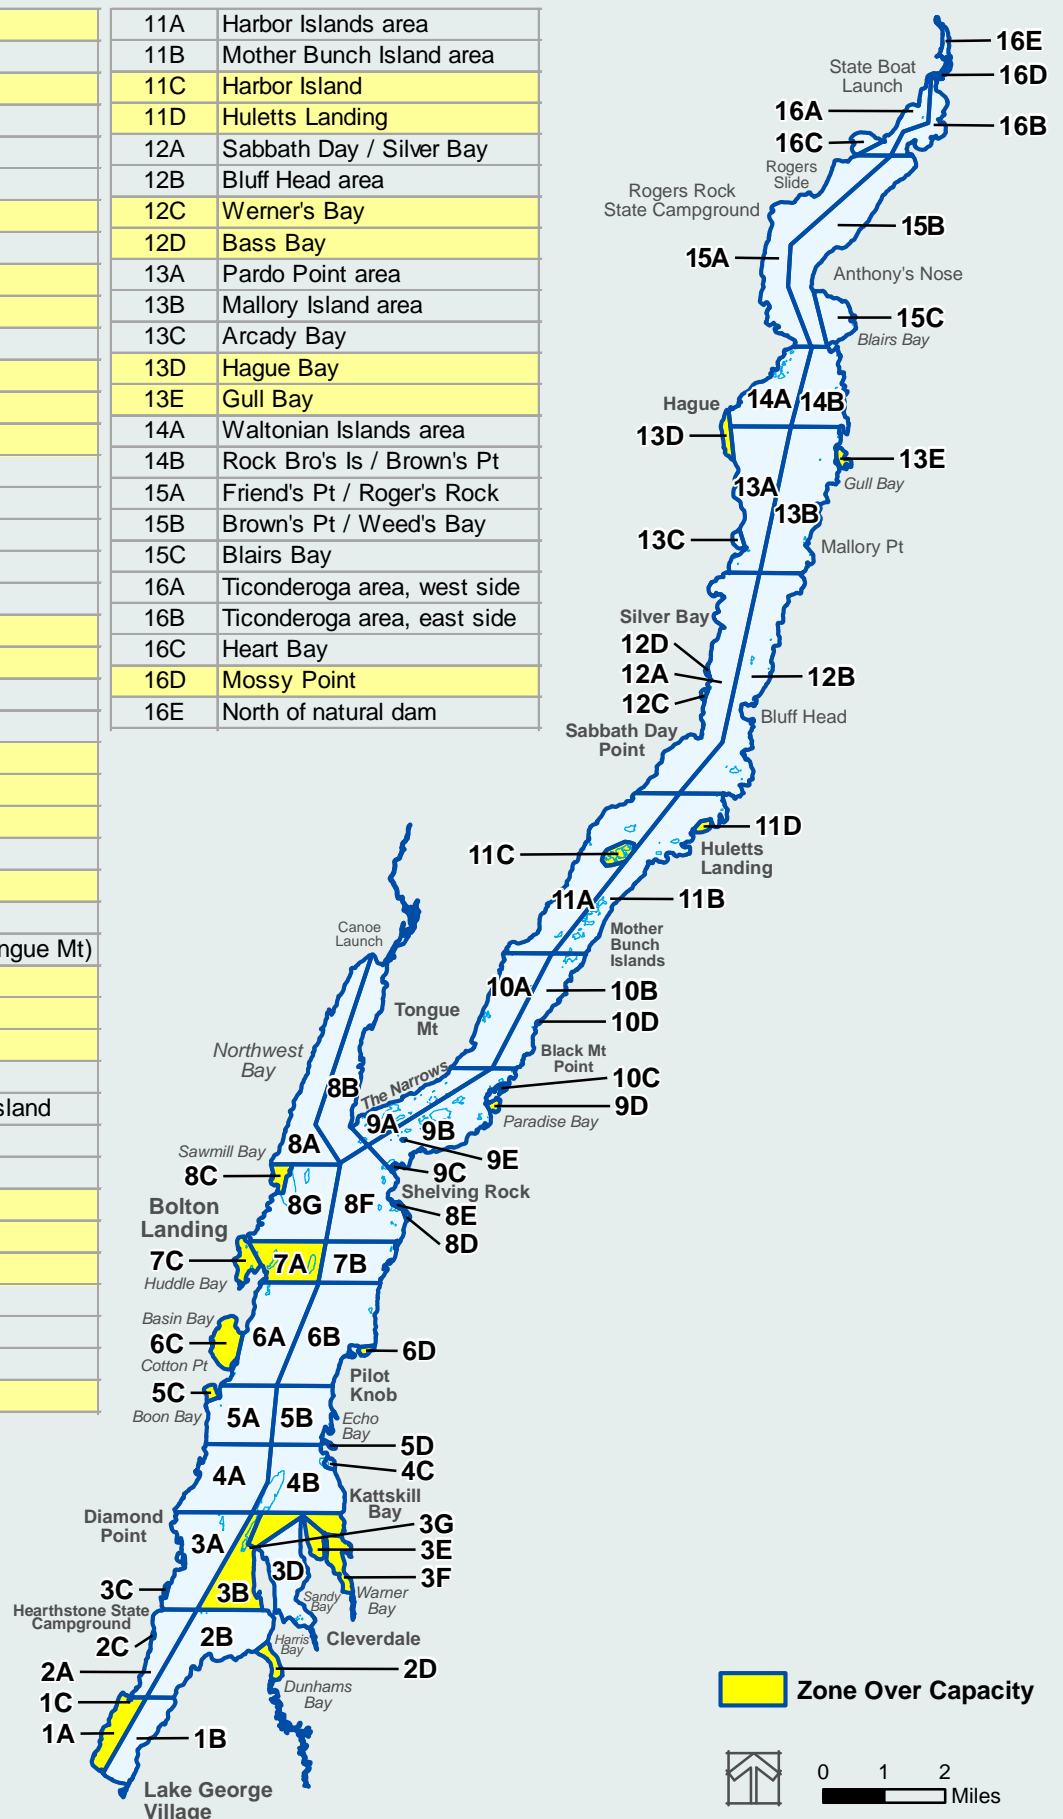 11A Harbor Islands area
11B Mother Bunch Island area
11C Harbor Island
11D Huletts Landing
12A Sabbath Day / Silver Bay
12B Bluff Head area
12C Werner's Bay
12D Bass Bay
13A Pardo Point area
13B Mallory Island area
13C Arcady Bay
13D Hague Bay
13E Gull Bay
14A Waltonian Islands area
14B Rock Bro's Is / Brown's Pt
15A Friend's Pt / Roger's Rock
15B Brown's Pt / Weed's Bay
15C Blairs Bay
16A Ticonderoga area, west side
16B Ticonderoga area, east side
16C Heart Bay
16D Mossy Point
16E North of natural dam
ngue Mt)
sland
16E
State Boat
Launch
16D
16A
16B
16C
Rogers
Slide
Rogers Rock
State Campground
15B
15A
Anthony's Nose
15C
Blairs Bay
14A
14B
Hague
13D
13E
Gull Bay
13A
13B
13C
Mallory Pt
Silver Bay
12D
12A
12B
12C
Bluff Head
Sabbath Day
Point
11D
Huletts
Landing
11C
11A
11B
Mother
Bunch
Islands
Canoe
Launch
10A
10B
Tongue
Mt
10D
Northwest
Bay
Black Mt
Point
The Narrows
10C
8B
9D
Paradise Bay
9A
9B
8A
9E
Sawmill Bay
9C
8C
Shelving Rock
8G
8F
8E
Bolton
Landing
8D
7C
7A
7B
Huddle Bay
Basin Bay
6A
6B
6C
6D
Cotton Pt
Pilot
Knob
5C
Boon Bay
5A
5B
Echo
Bay
5D
4C
4A
4B
Kattskill
Bay
Diamond
Point
3G
3A
3E
3D
3F
3C
3B
Sandy
Bay
Warner
Bay
Hearthstone State
Campground
2C
2B
Harris
Bay
Cleverdale
2A
2D
Dunhams
Bay
1C
1A
1B
Zone Over Capacity
Lake George
Village
0 1 2
Miles